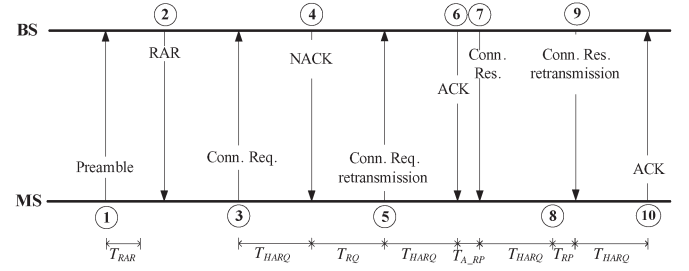 2 4 6 7 9
BS
RAR
NACK
Conn.
Res.
Conn. Res.
retransmission
ACK
Conn. Req.
Conn. Req.
retransmission
Preamble
ACK
MS
1 3 5 8 10
T_RAR T_HARQ T_RQ T_HARQ T_A_RP T_HARQ T_RP T_HARQ